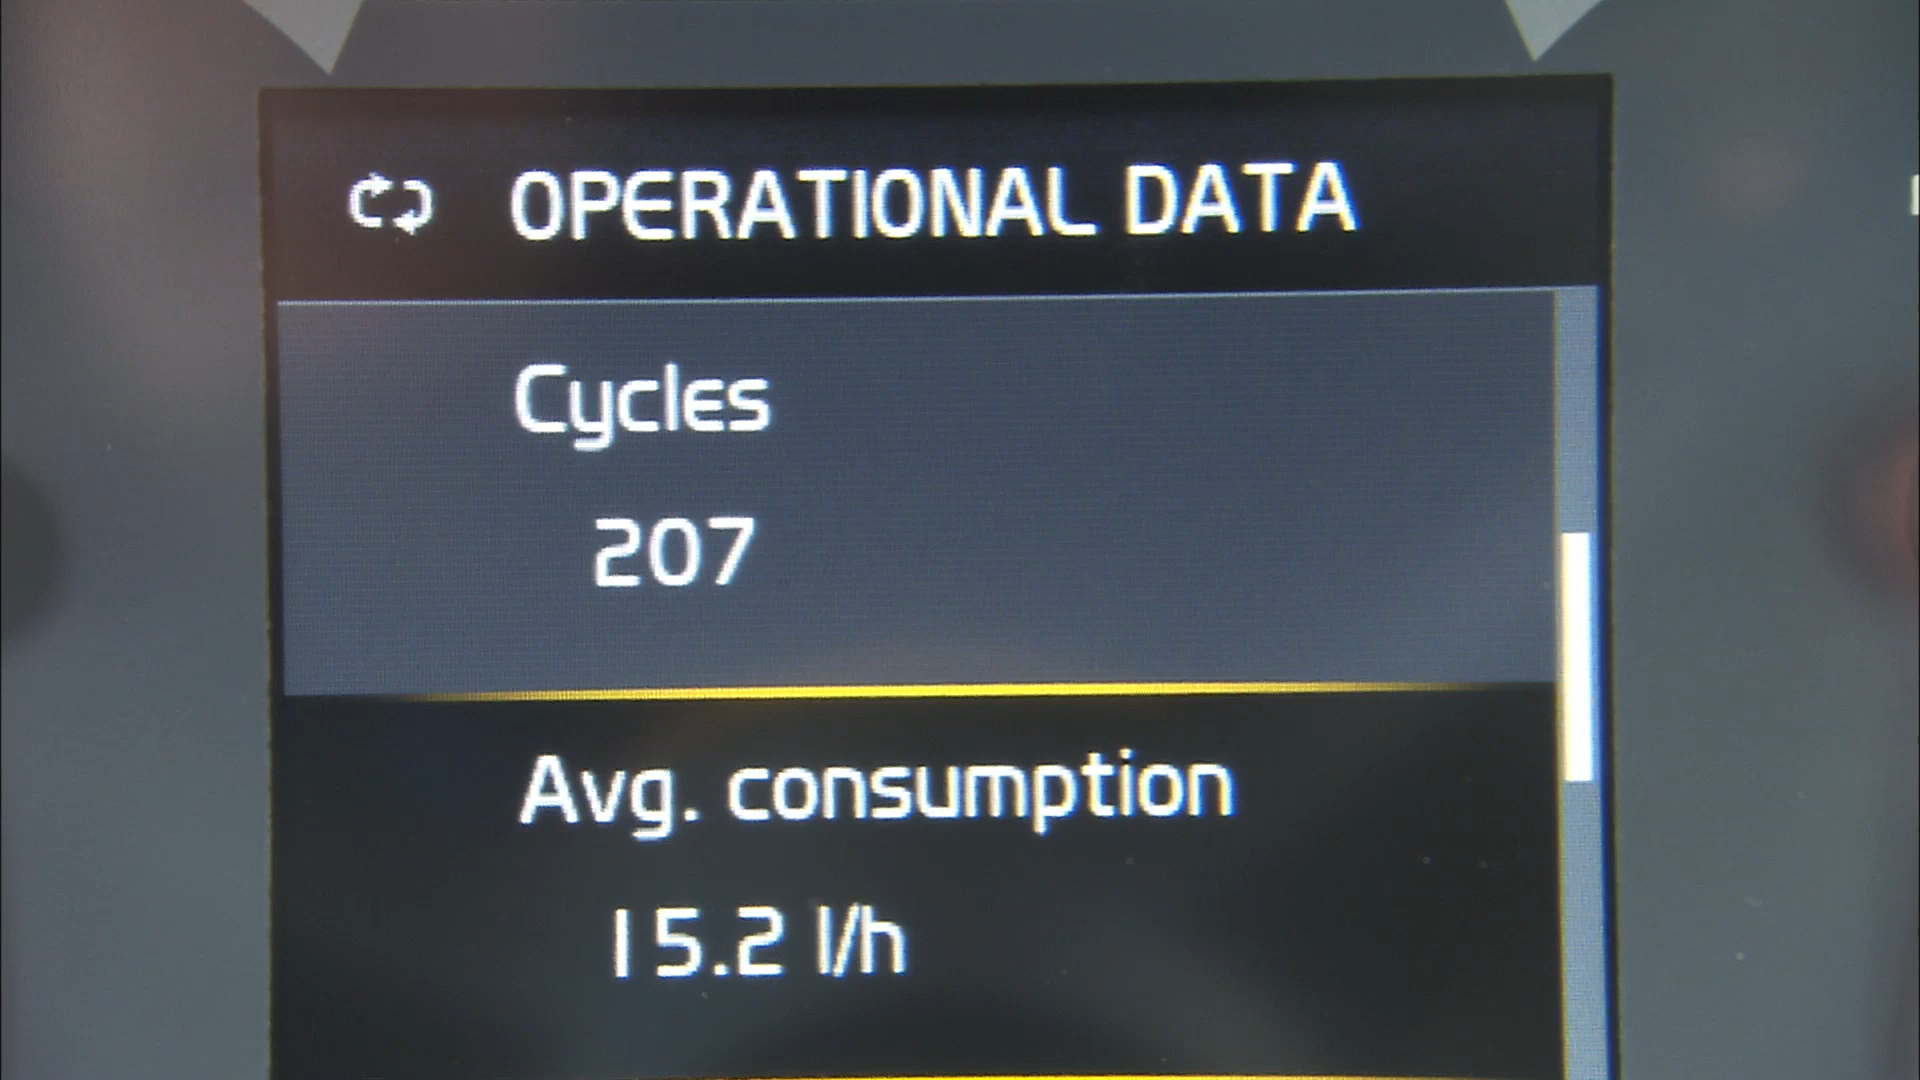 OPERATIONAL DATA
Cycles
207
Avg. consumption
15.2 l/h